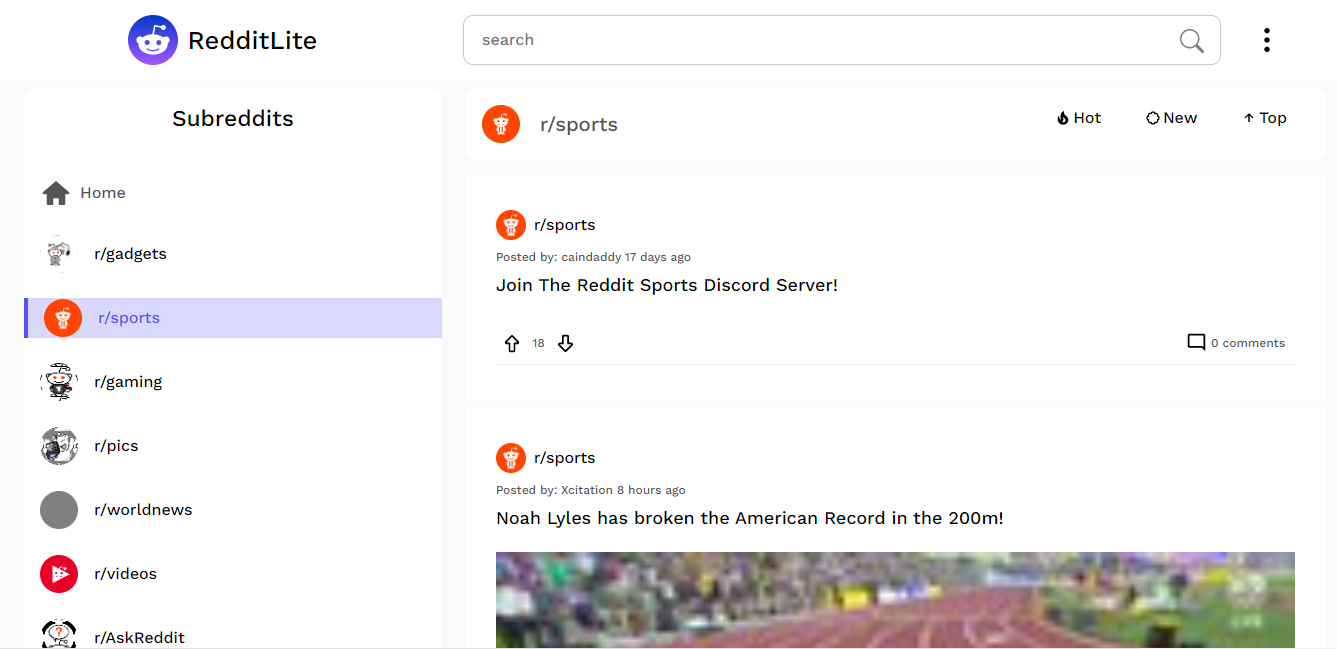 RedditLite
search
Subreddits
Home
r/gadgets
r/sports
r/gaming
r/pics
r/worldnews
r/videos
r/AskReddit
r/sports
Hot
New
Top
r/sports
Posted by: caindaddy 17 days ago
Join The Reddit Sports Discord Server!
18
0 comments
r/sports
Posted by: Xcitation 8 hours ago
Noah Lyles has broken the American Record in the 200m!